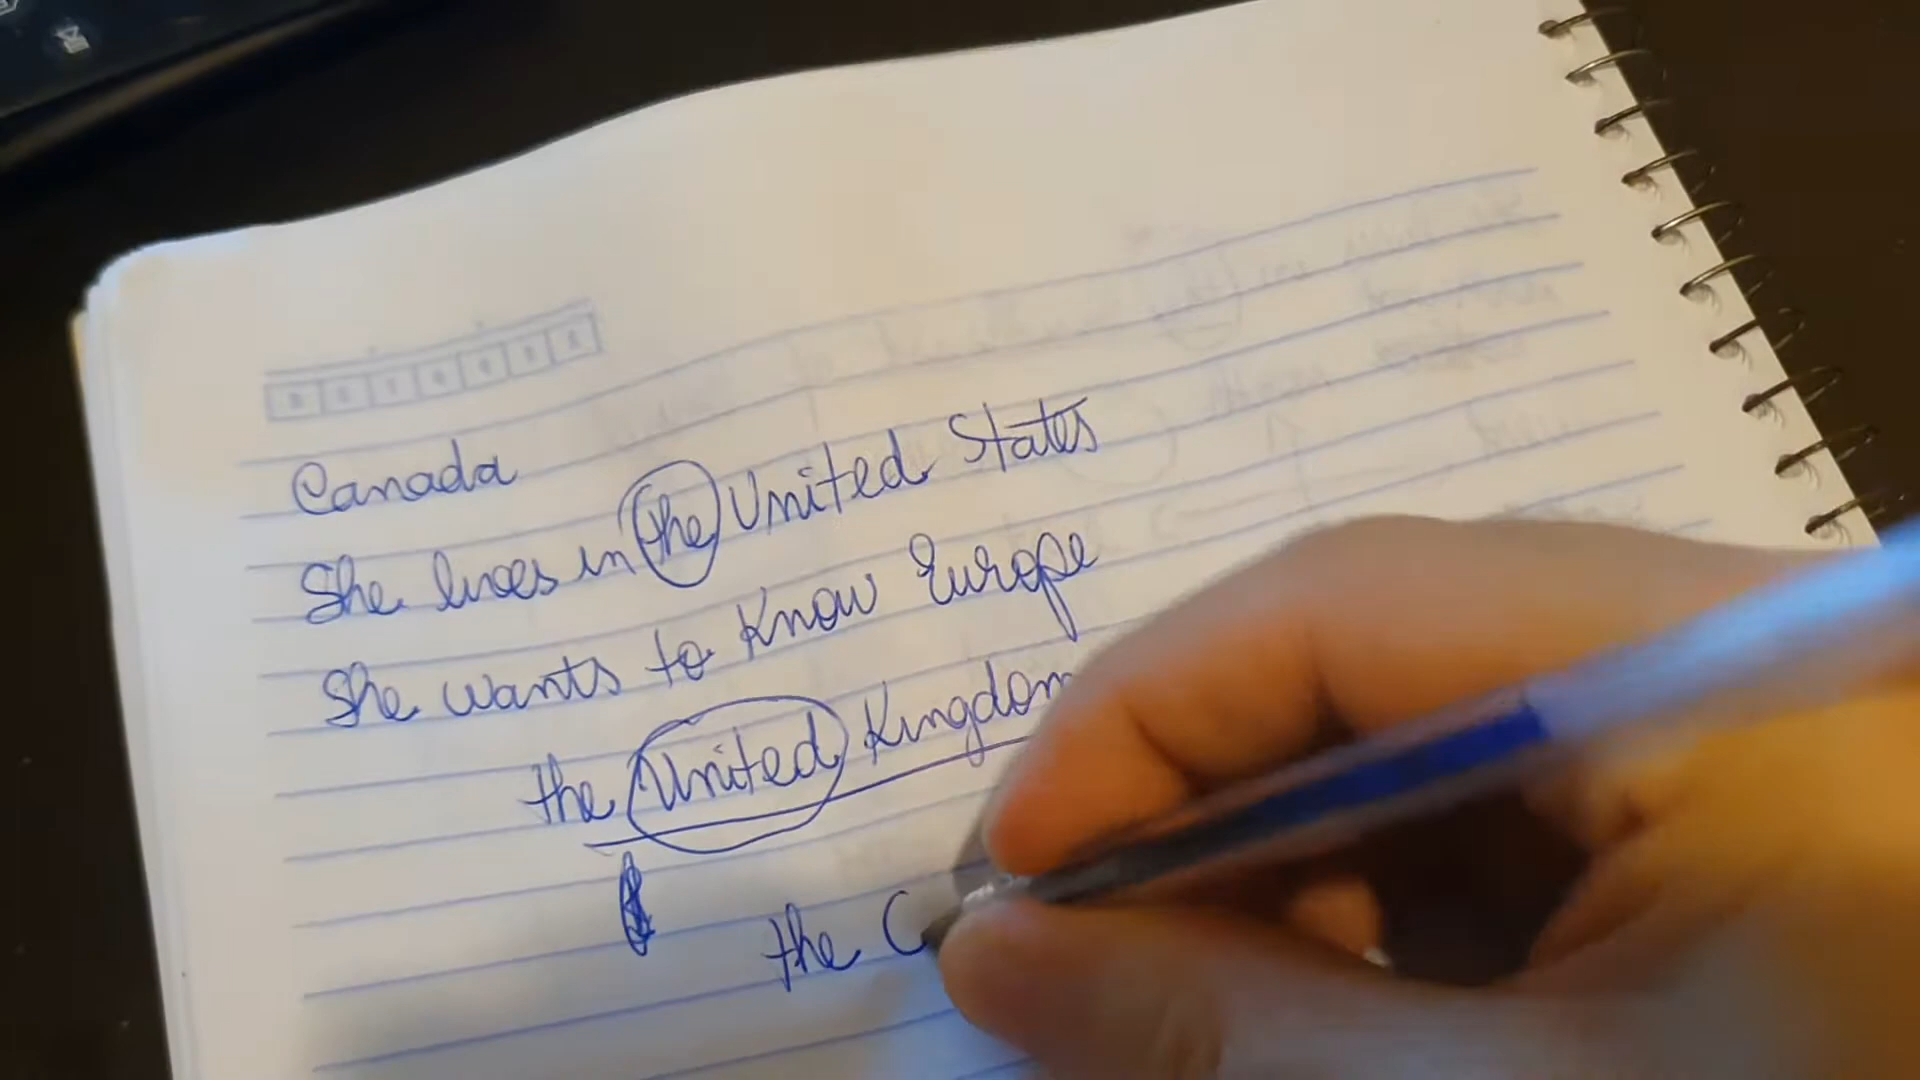 Canada
She lives in the United States
She wants to know Europe
the United Kingdom
the C